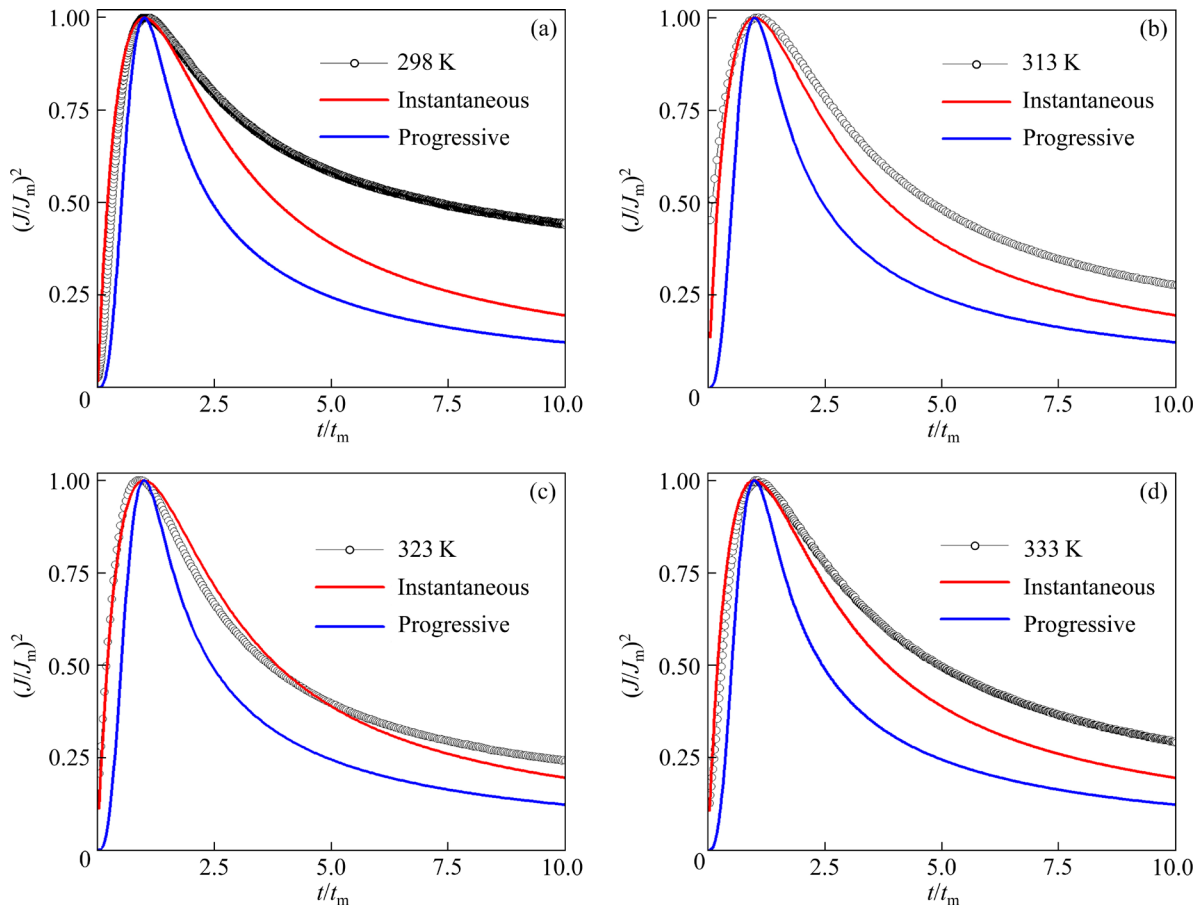 (a)
298 K
Instantaneous
Progressive
1.00
0.75
0.50
0.25
0
2.5
5.0
7.5
10.0
(J/Jm)²
t/tm
(b)
313 K
Instantaneous
Progressive
1.00
0.75
0.50
0.25
0
2.5
5.0
7.5
10.0
(J/Jm)²
t/tm
(c)
323 K
Instantaneous
Progressive
1.00
0.75
0.50
0.25
0
2.5
5.0
7.5
10.0
(J/Jm)²
t/tm
(d)
333 K
Instantaneous
Progressive
1.00
0.75
0.50
0.25
0
2.5
5.0
7.5
10.0
(J/Jm)²
t/tm